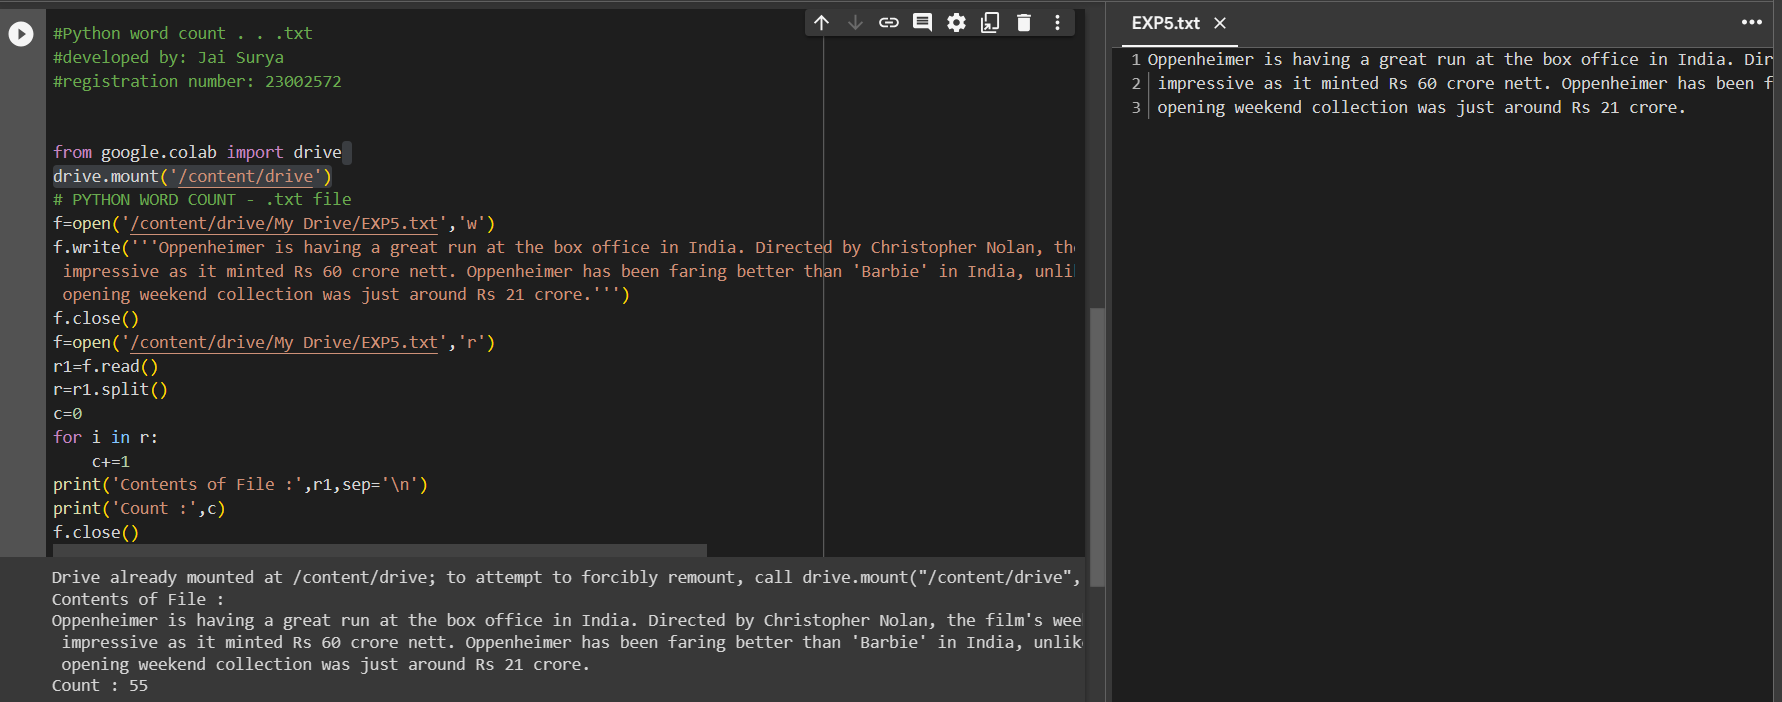 #Python word count . . .txt
#developed by: Jai Surya
#registration number: 23002572
from google.colab import drive
drive.mount('/content/drive')
# PYTHON WORD COUNT - .txt file
f=open('/content/drive/My Drive/EXP5.txt','w')
f.write('''Oppenheimer is having a great run at the box office in India. Directed by Christopher Nolan, the
impressive as it minted Rs 60 crore nett. Oppenheimer has been faring better than 'Barbie' in India,
opening weekend collection was just around Rs 21 crore.''')
f.close()
f=open('/content/drive/My Drive/EXP5.txt','r')
r1=f.read()
r=r1.split()
c=0
for i in r:
    c+=1
print('Contents of File :',r1,sep='\n')
print('Count :',c)
f.close()
Drive already mounted at /content/drive; to attempt to forcibly remount, call drive.mount("/content/drive",
Contents of File :
Oppenheimer is having a great run at the box office in India. Directed by Christopher Nolan, the film's
impressive as it minted Rs 60 crore nett. Oppenheimer has been faring better than 'Barbie' in India,
opening weekend collection was just around Rs 21 crore.
Count : 55
EXP5.txt
1 Oppenheimer is having a great run at the box office in India.
2 impressive as it minted Rs 60 crore nett. Oppenheimer has been
3 opening weekend collection was just around Rs 21 crore.